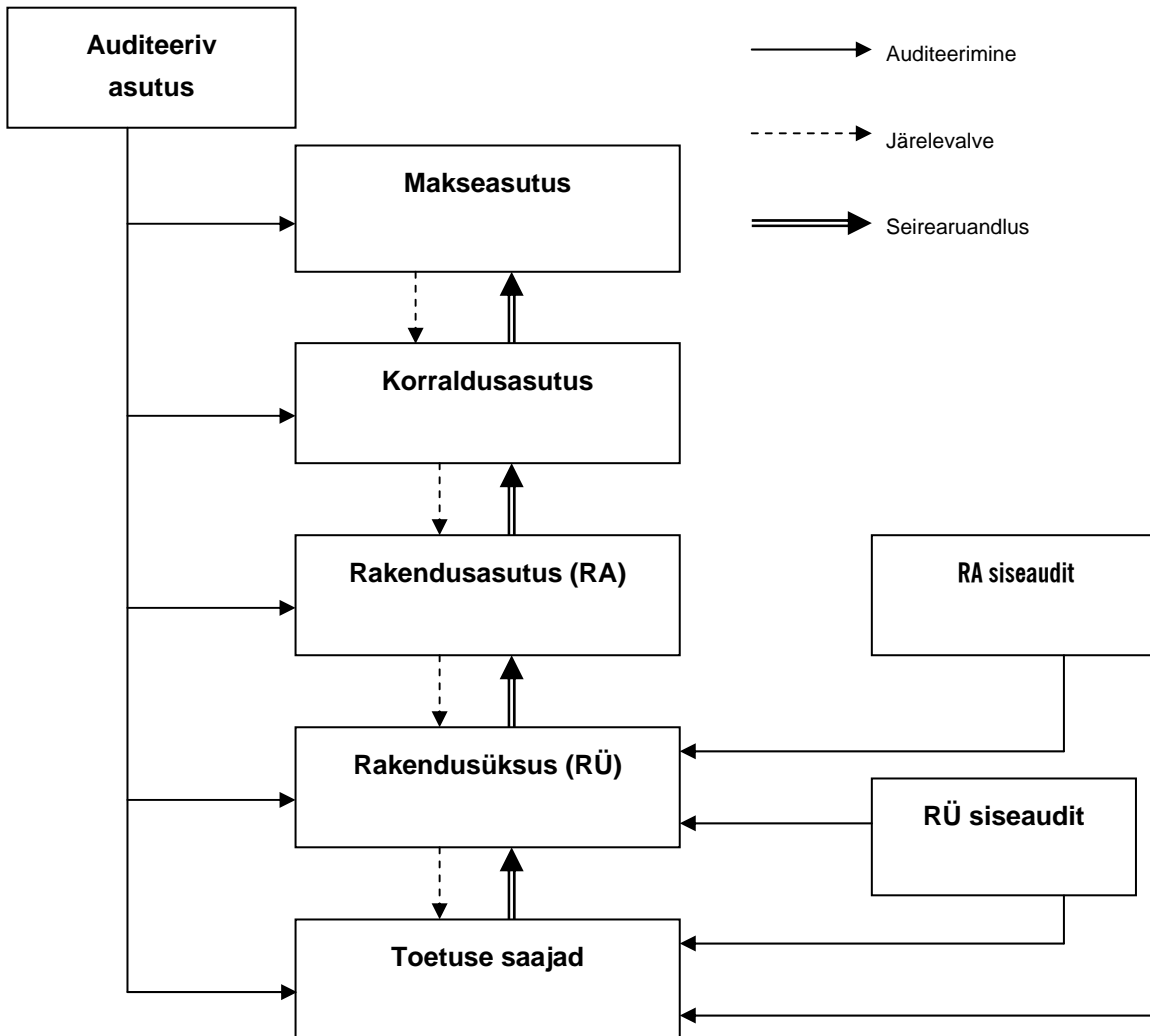 Auditeeriv
asutus
Auditeerimine
Järelevalve
Seirearuandlus
Makseasutus
Korraldusasutus
Rakendusasutus (RA)
RA siseaudit
Rakendusüksus (RÜ)
RÜ siseaudit
Toetuse saajad